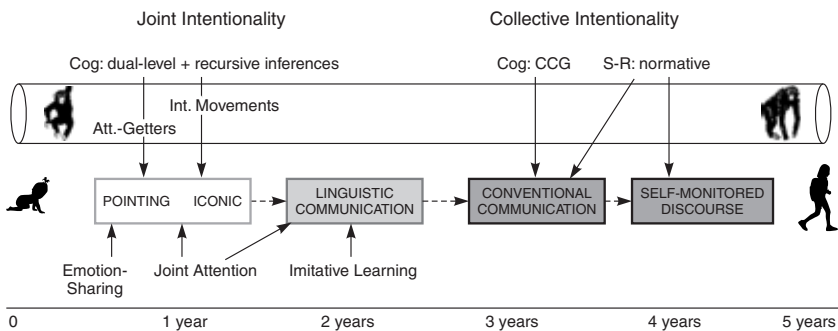 Joint Intentionality
Collective Intentionality
Cog: dual-level + recursive inferences
Cog: CCG
S-R: normative
Int. Movements
Att.-Getters
POINTING
ICONIC
LINGUISTIC
COMMUNICATION
CONVENTIONAL
COMMUNICATION
SELF-MONITORED
DISCOURSE
Emotion-
Sharing
Joint Attention
Imitative Learning
0
1 year
2 years
3 years
4 years
5 years